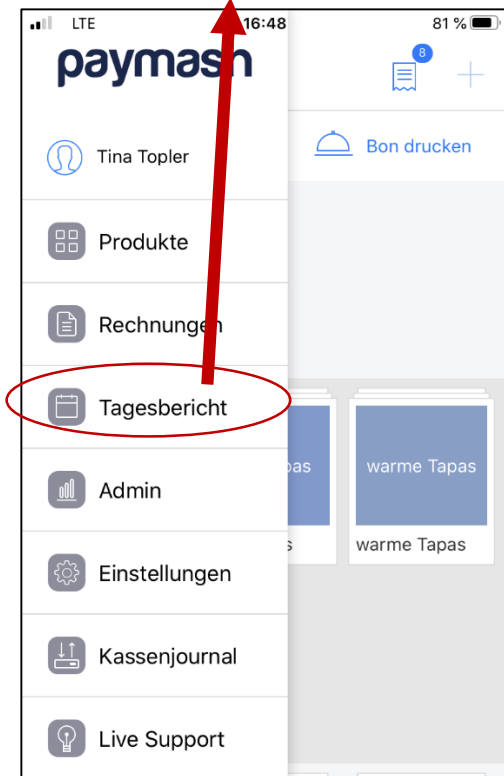 LTE 16:48 81 %
paymash
8
Tina Topler
Bon drucken
Produkte
Rechnungen
Tagesbericht
warme Tapas
pas
Admin
s
warme Tapas
Einstellungen
Kassenjournal
Live Support